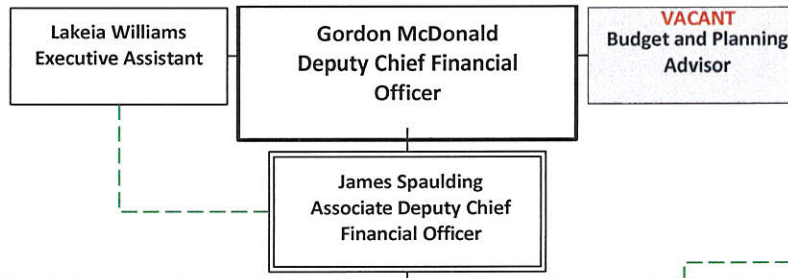 Lakeia Williams
Executive Assistant
Gordon McDonald
Deputy Chief Financial
Officer
VACANT
Budget and Planning
Advisor
James Spaulding
Associate Deputy Chief
Financial Officer